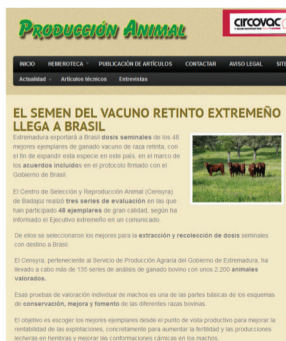 PRODUCCIÓN ANIMAL
CIRCOVAC
INICIO HEMEROTECA PUBLICACIÓN DE ARTÍCULOS CONTACTAR AVISO LEGAL SITE
Actualidad Artículos técnicos Entrevistas
EL SEMEN DEL VACUNO RETINTO EXTREMEÑO
LLEGA A BRASIL
Extremadura exportará a Brasil dosis seminales de los 48
mejores ejemplares de ganado vacuno de raza retinta, con
el fin de expandir esta especie en este país, en el marco de
los acuerdos incluidos en el protocolo firmado con el
Gobierno de Brasil.
El Centro de Selección y Reproducción Animal (Censyra)
de Badajoz realizó tres series de evaluación en las que
han participado 48 ejemplares de gran calidad, según ha
informado el Ejecutivo extremeño en un comunicado.
De ellos se seleccionaron los mejores para la extracción y recolección de dosis seminales
con destino a Brasil.
El Censyra, perteneciente al Servicio de Producción Agraria del Gobierno de Extremadura, ha
llevado a cabo más de 135 series de análisis de ganado bovino con unos 2.200 animales
valorados.
Esas pruebas de valoración individual de machos es una de las partes básicas de los esquemas
de conservación, mejora y fomento de las diferentes razas bovinas.
El objetivo es escoger los mejores ejemplares desde el punto de vista productivo para mejorar la
rentabilidad de las explotaciones, concretamente para aumentar la fertilidad y las producciones
lecheras en hembras y mejorar las conformaciones cárnicas en los machos.